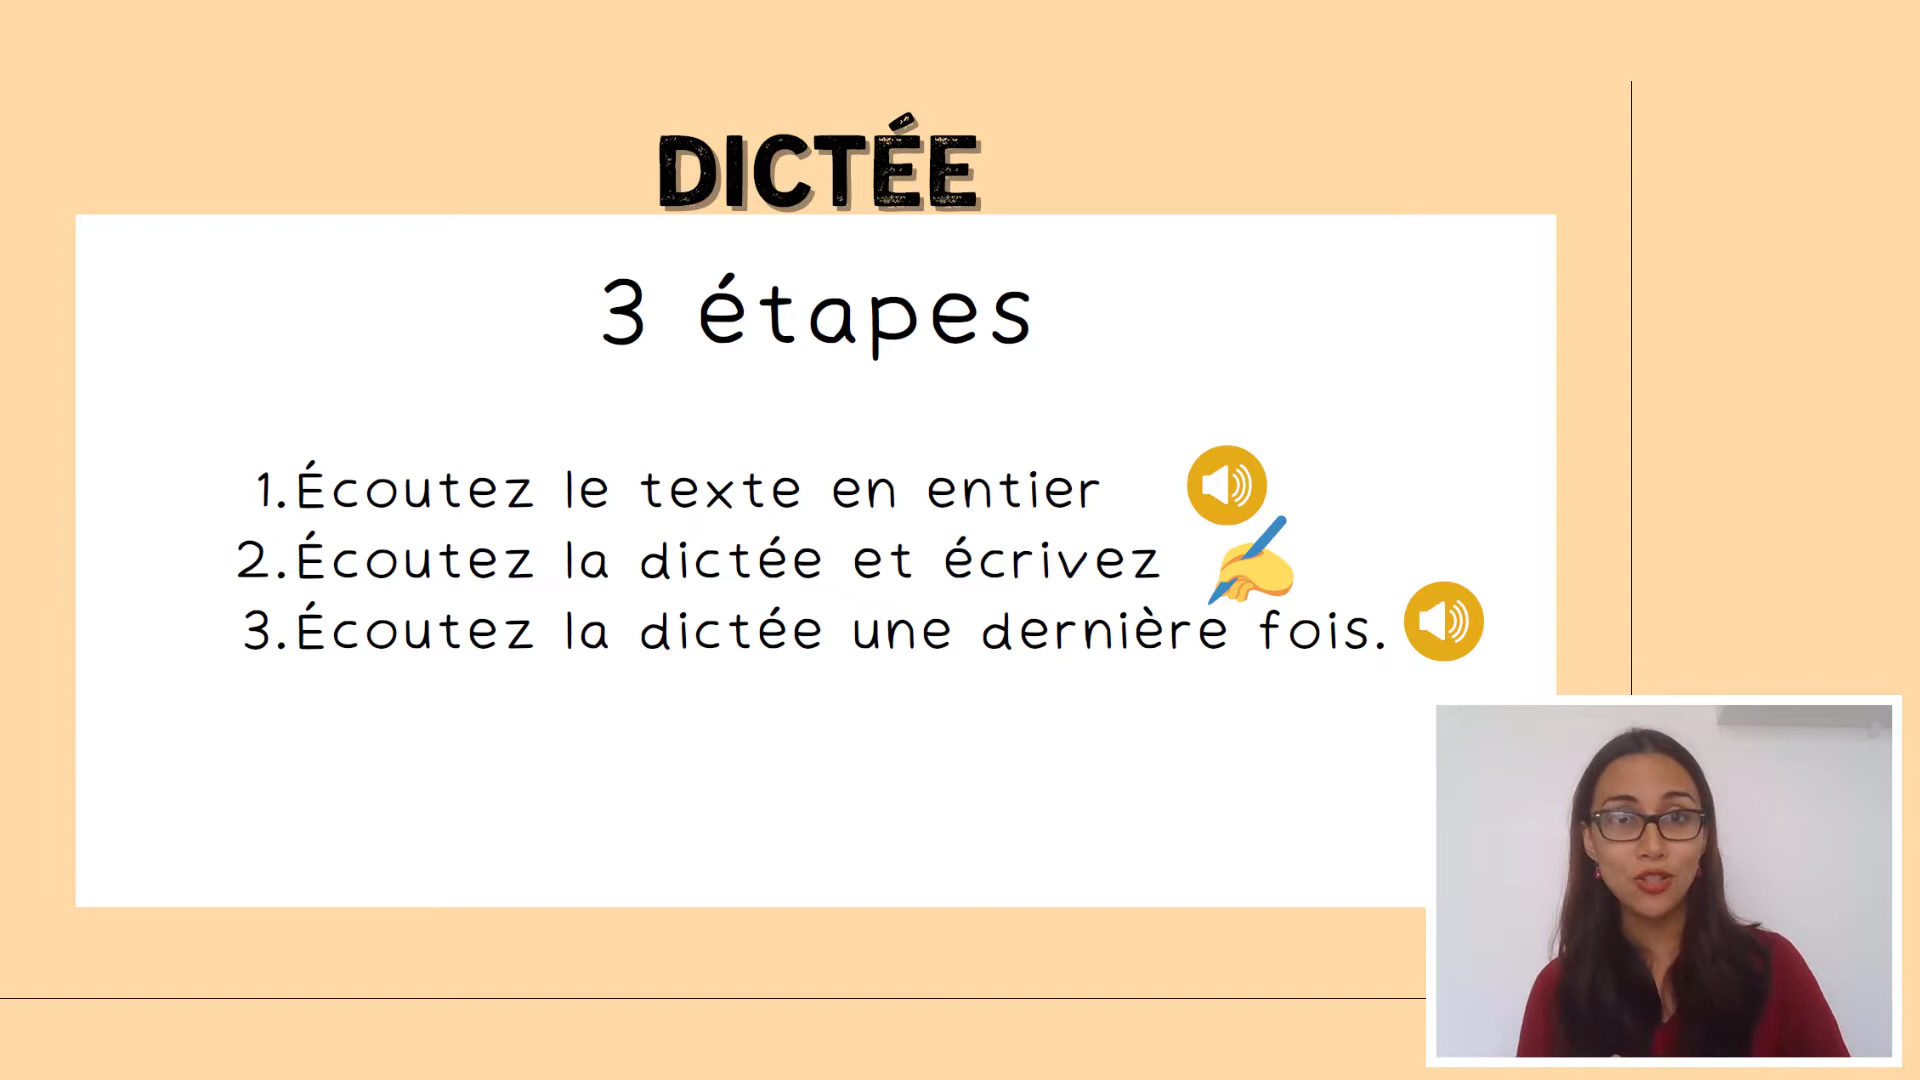 DICTÉE
3 étapes
1.Écoutez le texte en entier
2.Écoutez la dictée et écrivez
3.Écoutez la dictée une dernière fois.